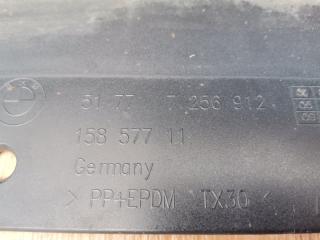 51 77 7 256 912
158 577 11
Germany
> PP+EPDM TX30 <